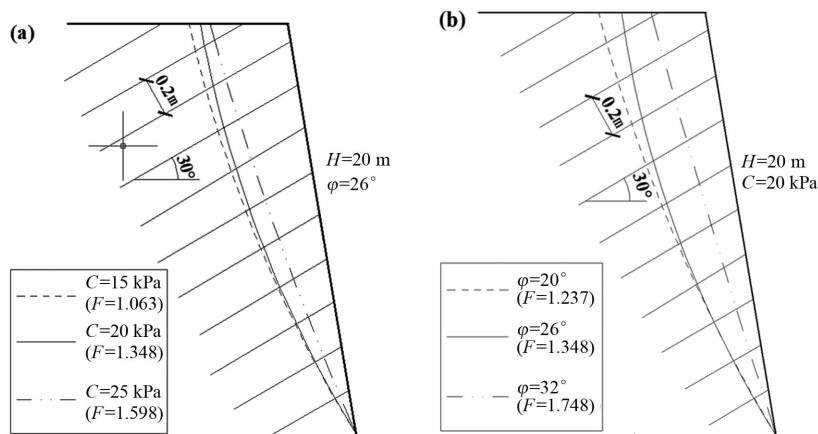 (a)
0.2m
30°
H=20 m
φ=26°
C=15 kPa
(F=1.063)
C=20 kPa
(F=1.348)
C=25 kPa
(F=1.598)
(b)
0.2m
30°
H=20 m
C=20 kPa
φ=20°
(F=1.237)
φ=26°
(F=1.348)
φ=32°
(F=1.748)